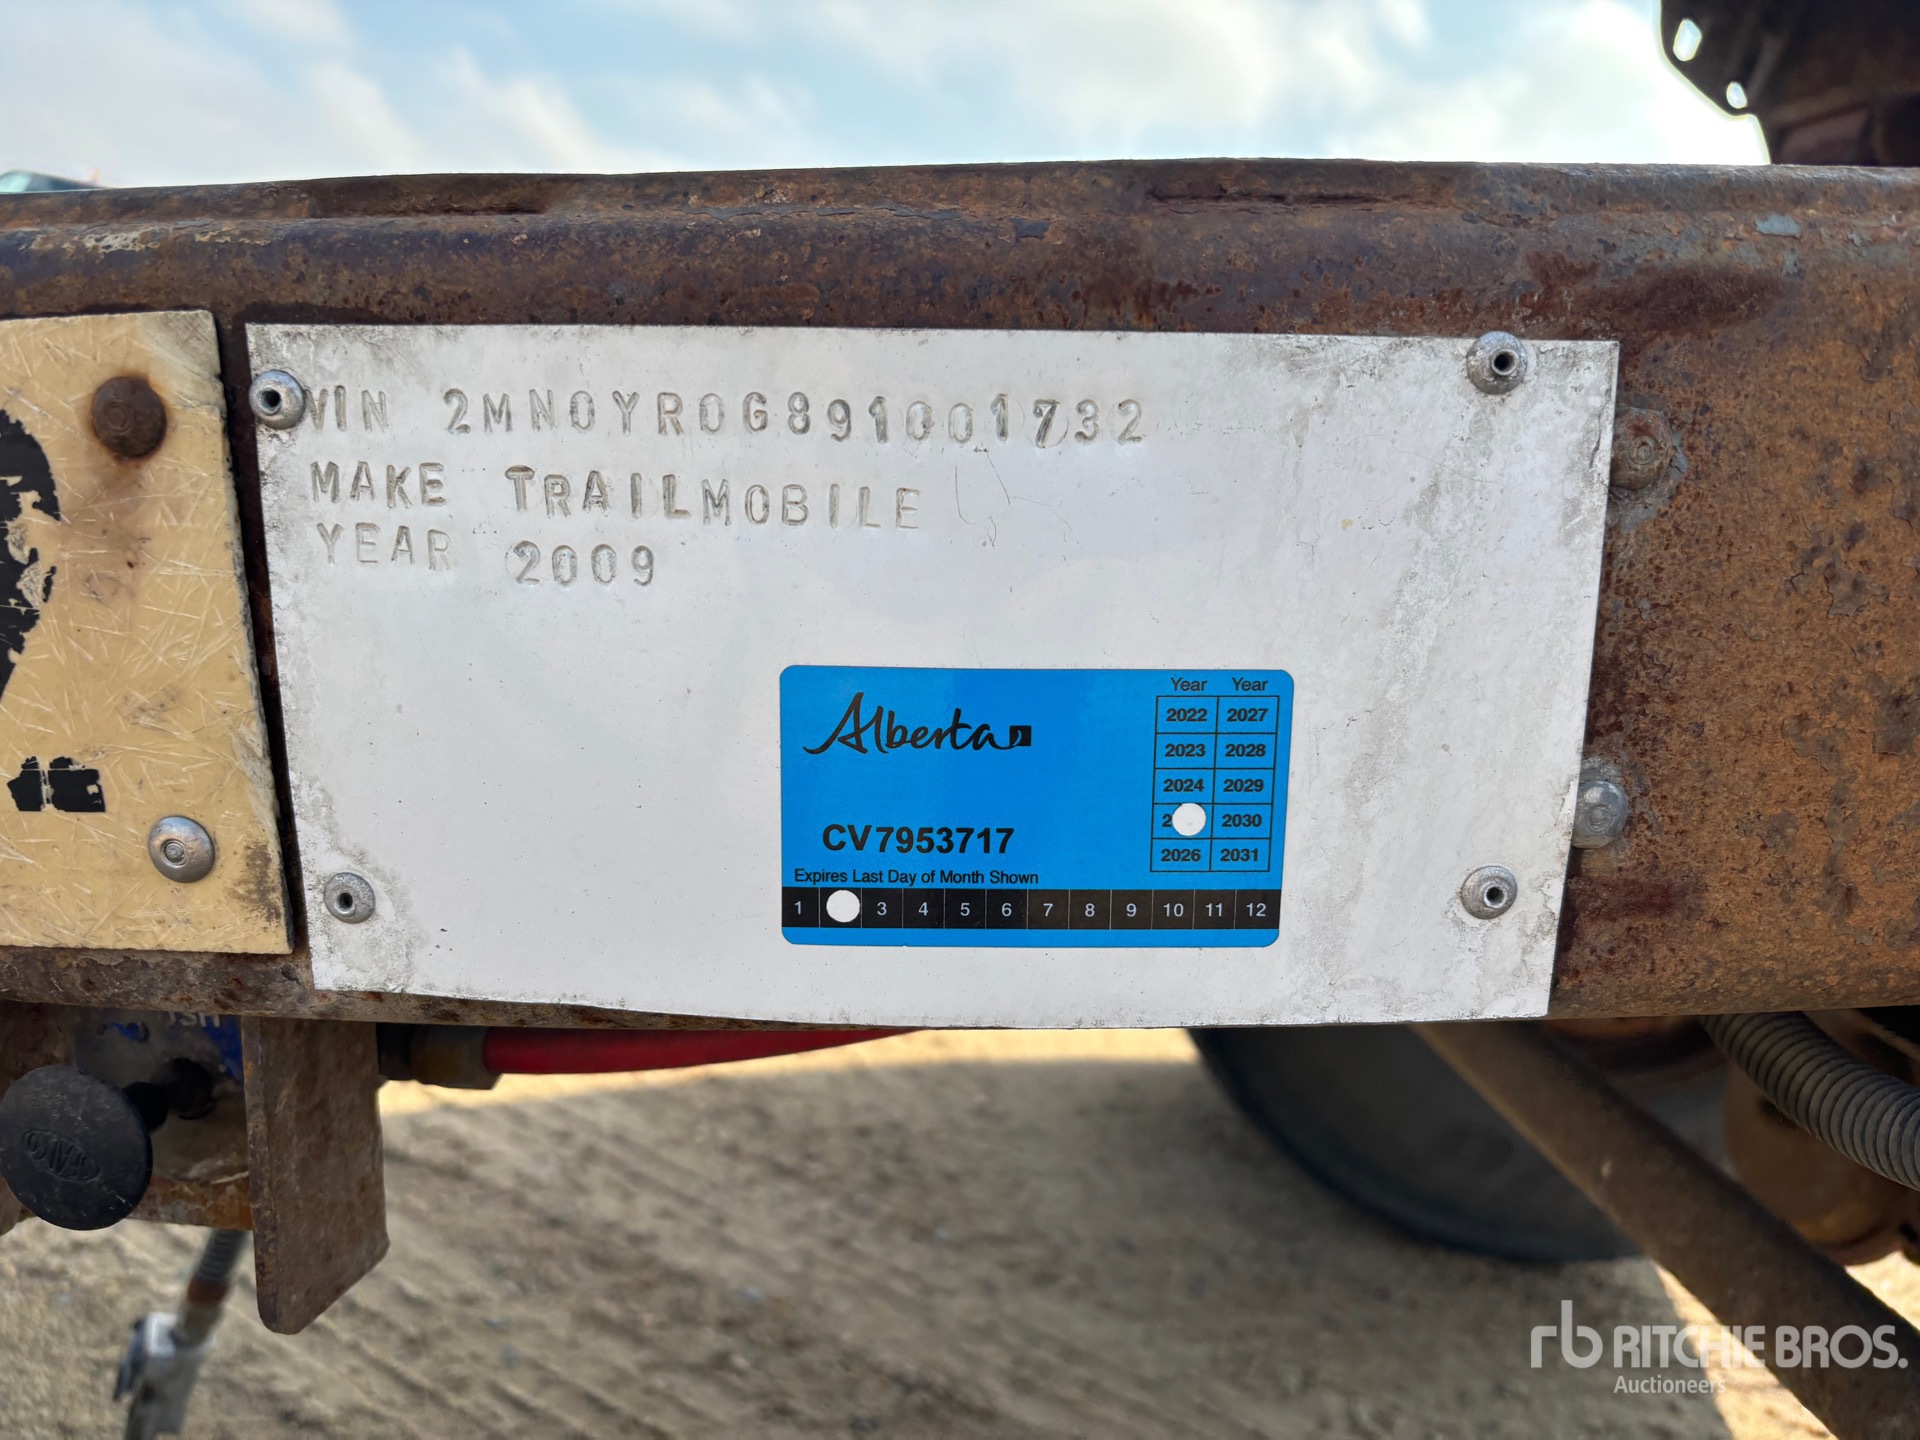 VIN 2MN0YR0G891001732
MAKE TRAILMOBILE
YEAR 2009
Alberta
Year Year
2022 2027
2023 2028
2024 2029
2030
2026 2031
CV7953717
Expires Last Day of Month Shown
1 3 4 5 6 7 8 9 10 11 12
rb RITCHIE BROS.
Auctioneers